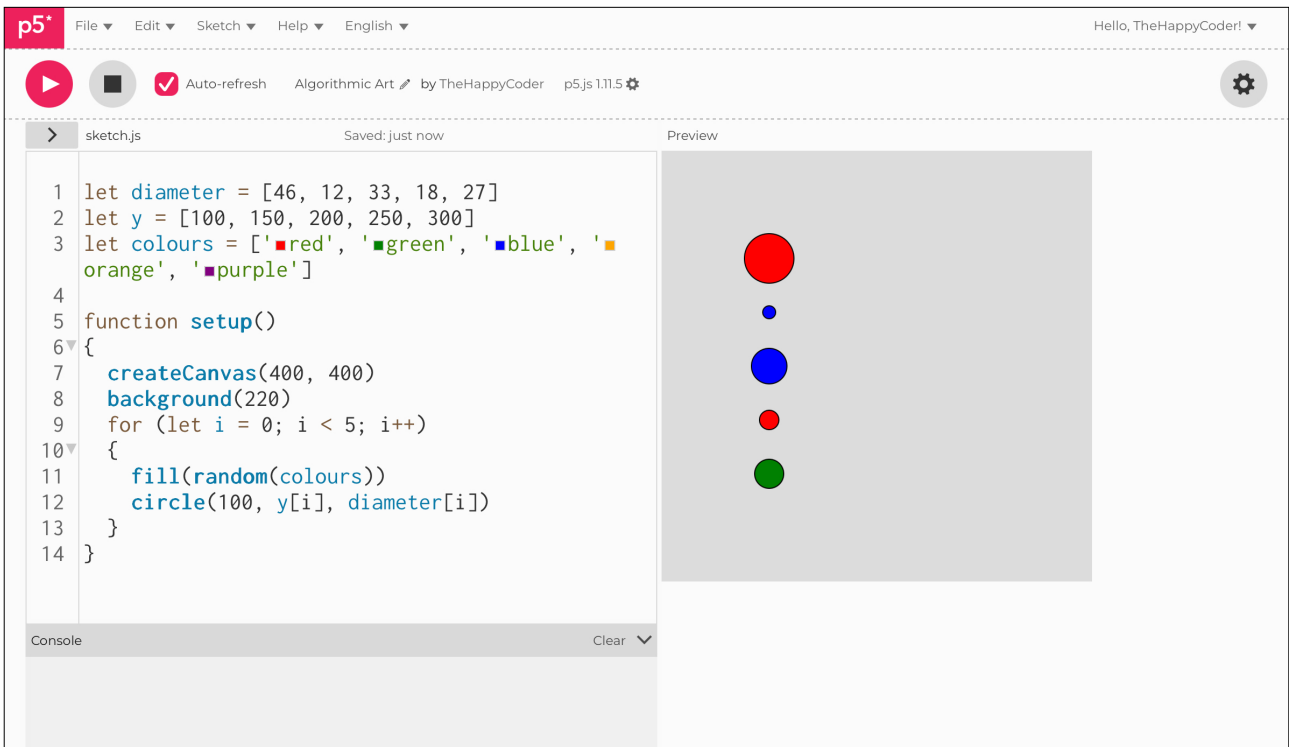 p5* File Edit Sketch Help English Hello, TheHappyCoder!
Auto-refresh Algorithmic Art by TheHappyCoder p5.js 1.11.5
sketch.js Saved: just now Preview
1 let diameter = [46, 12, 33, 18, 27]
2 let y = [100, 150, 200, 250, 300]
3 let colours = ['red', 'green', 'blue', '
orange', 'purple']
4
5 function setup()
6 {
7 createCanvas(400, 400)
8 background(220)
9 for (let i = 0; i < 5; i++)
10 {
11 fill(random(colours))
12 circle(100, y[i], diameter[i])
13 }
14 }
Console Clear